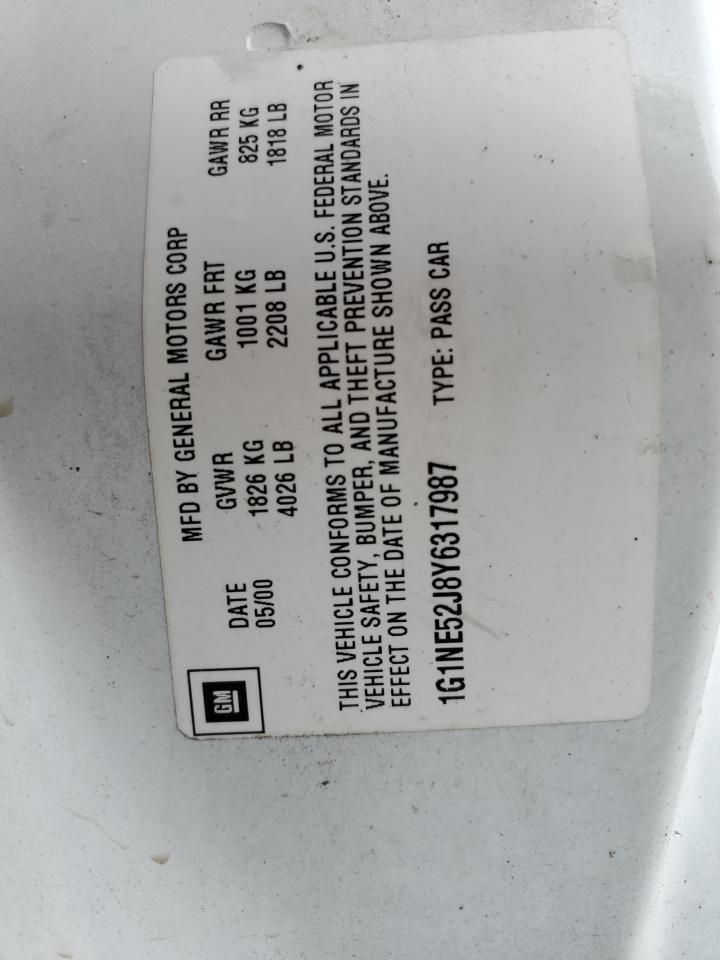 GM
MFD BY GENERAL MOTORS CORP
DATE GVWR GAWR FRT GAWR RR
05/00 1826 KG 1001 KG 825 KG
4026 LB 2208 LB 1818 LB
THIS VEHICLE CONFORMS TO ALL APPLICABLE U.S. FEDERAL MOTOR
VEHICLE SAFETY, BUMPER, AND THEFT PREVENTION STANDARDS IN
EFFECT ON THE DATE OF MANUFACTURE SHOWN ABOVE.
1G1NE52J8Y6317987 TYPE: PASS CAR